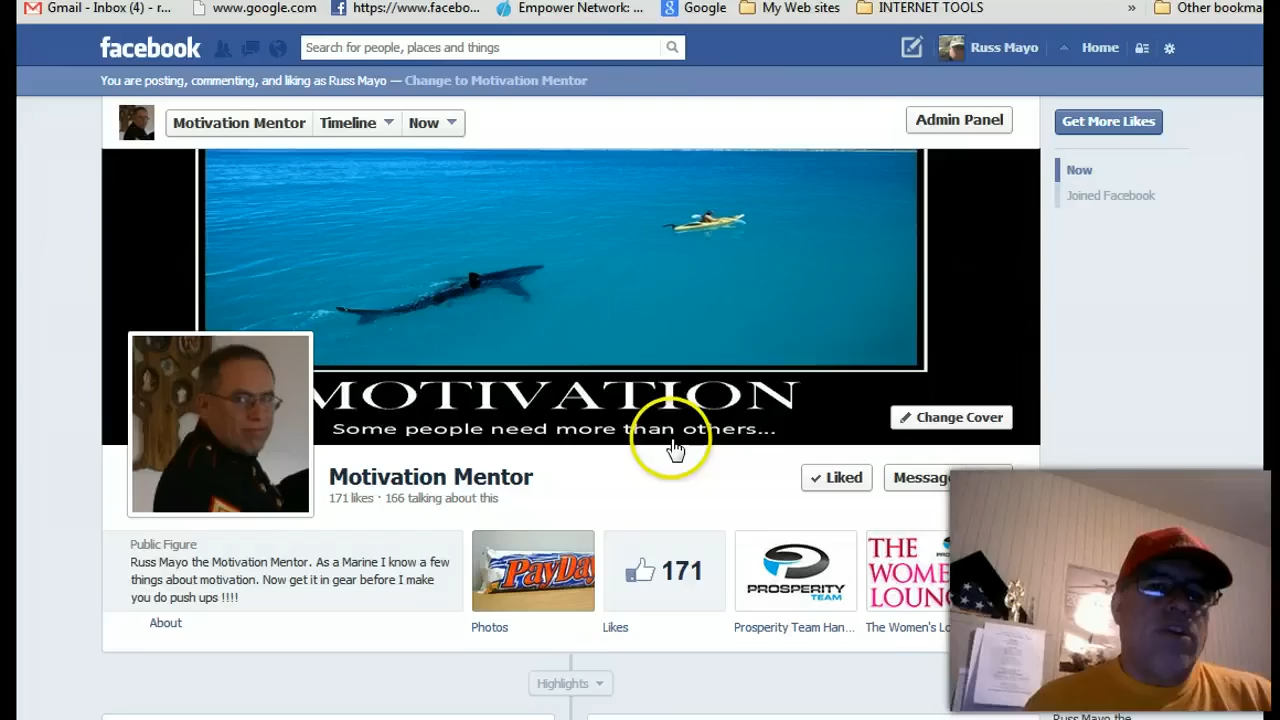 Gmail - Inbox (4) - r... www.google.com https://www.facebo... Empower Network: ... Google My Web sites INTERNET TOOLS » Other bookma
facebook Search for people, places and things Russ Mayo Home
You are posting, commenting, and liking as Russ Mayo — Change to Motivation Mentor
Motivation Mentor Timeline Now Admin Panel Get More Likes
Now
Joined Facebook
MOTIVATION
Some people need more than others...
Change Cover
Motivation Mentor
171 likes · 166 talking about this
Liked Messag
Public Figure
Russ Mayo the Motivation Mentor. As a Marine I know a few
things about motivation. Now get it in gear before I make
you do push ups !!!!
About
PayDay
171
PROSPERITY
TEAM
THE
WOME
LOUN
Photos Likes Prosperity Team Han... The Women's Lo
Highlights
Russ Mayo the